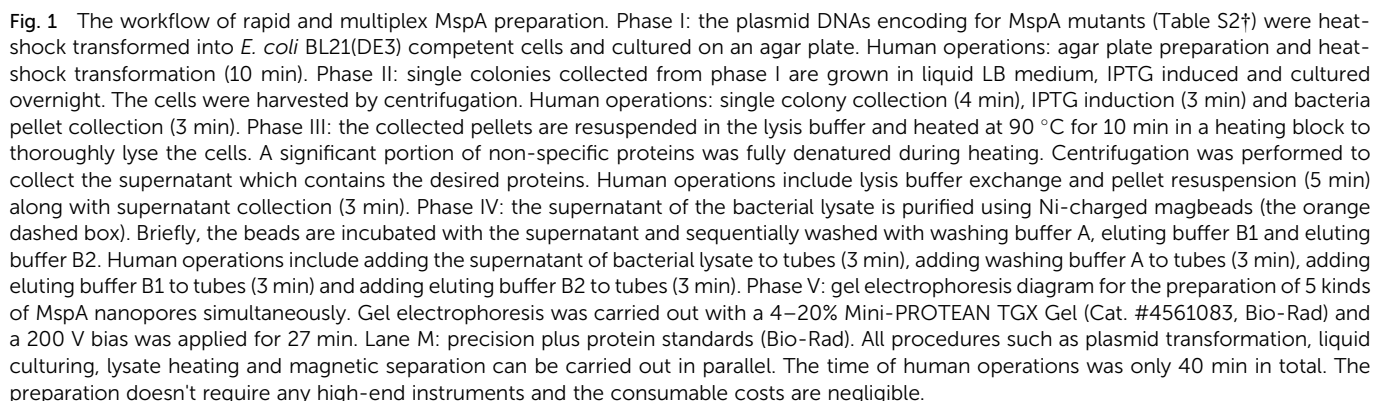 Fig. 1 The workflow of rapid and multiplex MspA preparation. Phase I: the plasmid DNAs encoding for MspA mutants (Table S2†) were heat-
shock transformed into E. coli BL21(DE3) competent cells and cultured on an agar plate. Human operations: agar plate preparation and heat-
shock transformation (10 min). Phase II: single colonies collected from phase I are grown in liquid LB medium, IPTG induced and cultured
overnight. The cells were harvested by centrifugation. Human operations: single colony collection (4 min), IPTG induction (3 min) and bacteria
pellet collection (3 min). Phase III: the collected pellets are resuspended in the lysis buffer and heated at 90 °C for 10 min in a heating block to
thoroughly lyse the cells. A significant portion of non-specific proteins was fully denatured during heating. Centrifugation was performed to
collect the supernatant which contains the desired proteins. Human operations include lysis buffer exchange and pellet resuspension (5 min)
along with supernatant collection (3 min). Phase IV: the supernatant of the bacterial lysate is purified using Ni-charged magbeads (the orange
dashed box). Briefly, the beads are incubated with the supernatant and sequentially washed with washing buffer A, eluting buffer B1 and eluting
buffer B2. Human operations include adding the supernatant of bacterial lysate to tubes (3 min), adding washing buffer A to tubes (3 min), adding
eluting buffer B1 to tubes (3 min) and adding eluting buffer B2 to tubes (3 min). Phase V: gel electrophoresis diagram for the preparation of 5 kinds
of MspA nanopores simultaneously. Gel electrophoresis was carried out with a 4–20% Mini-PROTEAN TGX Gel (Cat. #4561083, Bio-Rad) and
a 200 V bias was applied for 27 min. Lane M: precision plus protein standards (Bio-Rad). All procedures such as plasmid transformation, liquid
culturing, lysate heating and magnetic separation can be carried out in parallel. The time of human operations was only 40 min in total. The
preparation doesn't require any high-end instruments and the consumable costs are negligible.